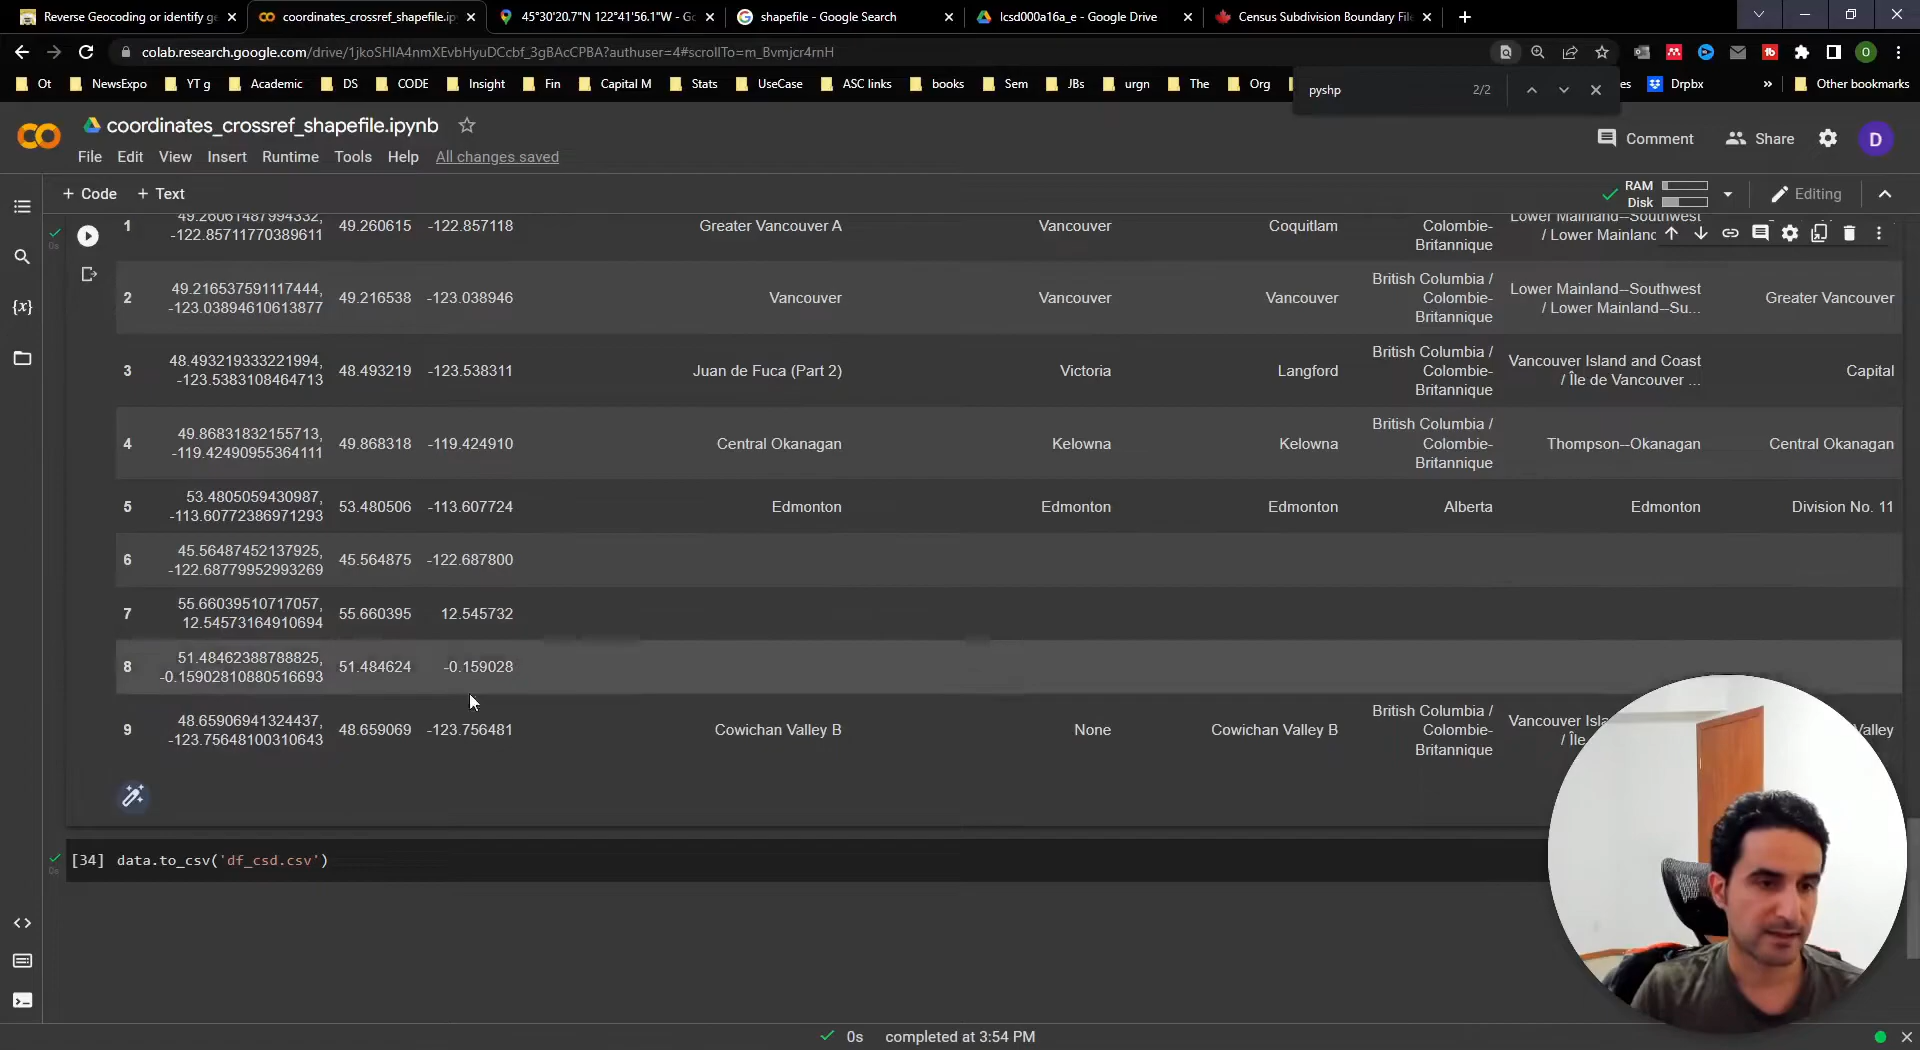 Reverse Geocoding or identify ge
coordinates_crossref_shapefile.ip
45°30'20.7"N 122°41'56.1"W - Go
shapefile - Google Search
lcsd000a16a_e - Google Drive
Census Subdivision Boundary File
colab.research.google.com/drive/1jkoSHIA4nmXEvbHyuDCcbf_3gBAcCPBA?authuser=4#scrollTo=m_Bvmjcr4rnH
Ot NewsExpo YT g Academic DS CODE Insight Fin Capital M Stats UseCase ASC links books Sem JBs urgn The Org Drpbx » Other bookmarks
pyshp 2/2
coordinates_crossref_shapefile.ipynb
Comment Share D
File Edit View Insert Runtime Tools Help All changes saved
+ Code + Text
RAM
Disk
Editing
1 49.26061487994332, -122.85711770389611 49.260615 -122.857118 Greater Vancouver A Vancouver Coquitlam Colombie-Britannique Lower Mainland--Southwest / Lower Mainlan
2 49.216537591117444, -123.03894610613877 49.216538 -123.038946 Vancouver Vancouver Vancouver British Columbia / Colombie-Britannique Lower Mainland--Southwest / Lower Mainland--Su... Greater Vancouver
3 48.493219333221994, -123.5383108464713 48.493219 -123.538311 Juan de Fuca (Part 2) Victoria Langford British Columbia / Colombie-Britannique Vancouver Island and Coast / Île de Vancouver ... Capital
4 49.86831832155713, -119.42490955364111 49.868318 -119.424910 Central Okanagan Kelowna Kelowna British Columbia / Colombie-Britannique Thompson--Okanagan Central Okanagan
5 53.4805059430987, -113.60772386971293 53.480506 -113.607724 Edmonton Edmonton Edmonton Alberta Edmonton Division No. 11
6 45.56487452137925, -122.68779952993269 45.564875 -122.687800
7 55.66039510717057, 12.54573164910694 55.660395 12.545732
8 51.48462388788825, -0.15902810880516693 51.484624 -0.159028
9 48.65906941324437, -123.75648100310643 48.659069 -123.756481 Cowichan Valley B None Cowichan Valley B British Columbia / Colombie-Britannique Vancouver Isla / Île Valley
[34] data.to_csv('df_csd.csv')
0s completed at 3:54 PM